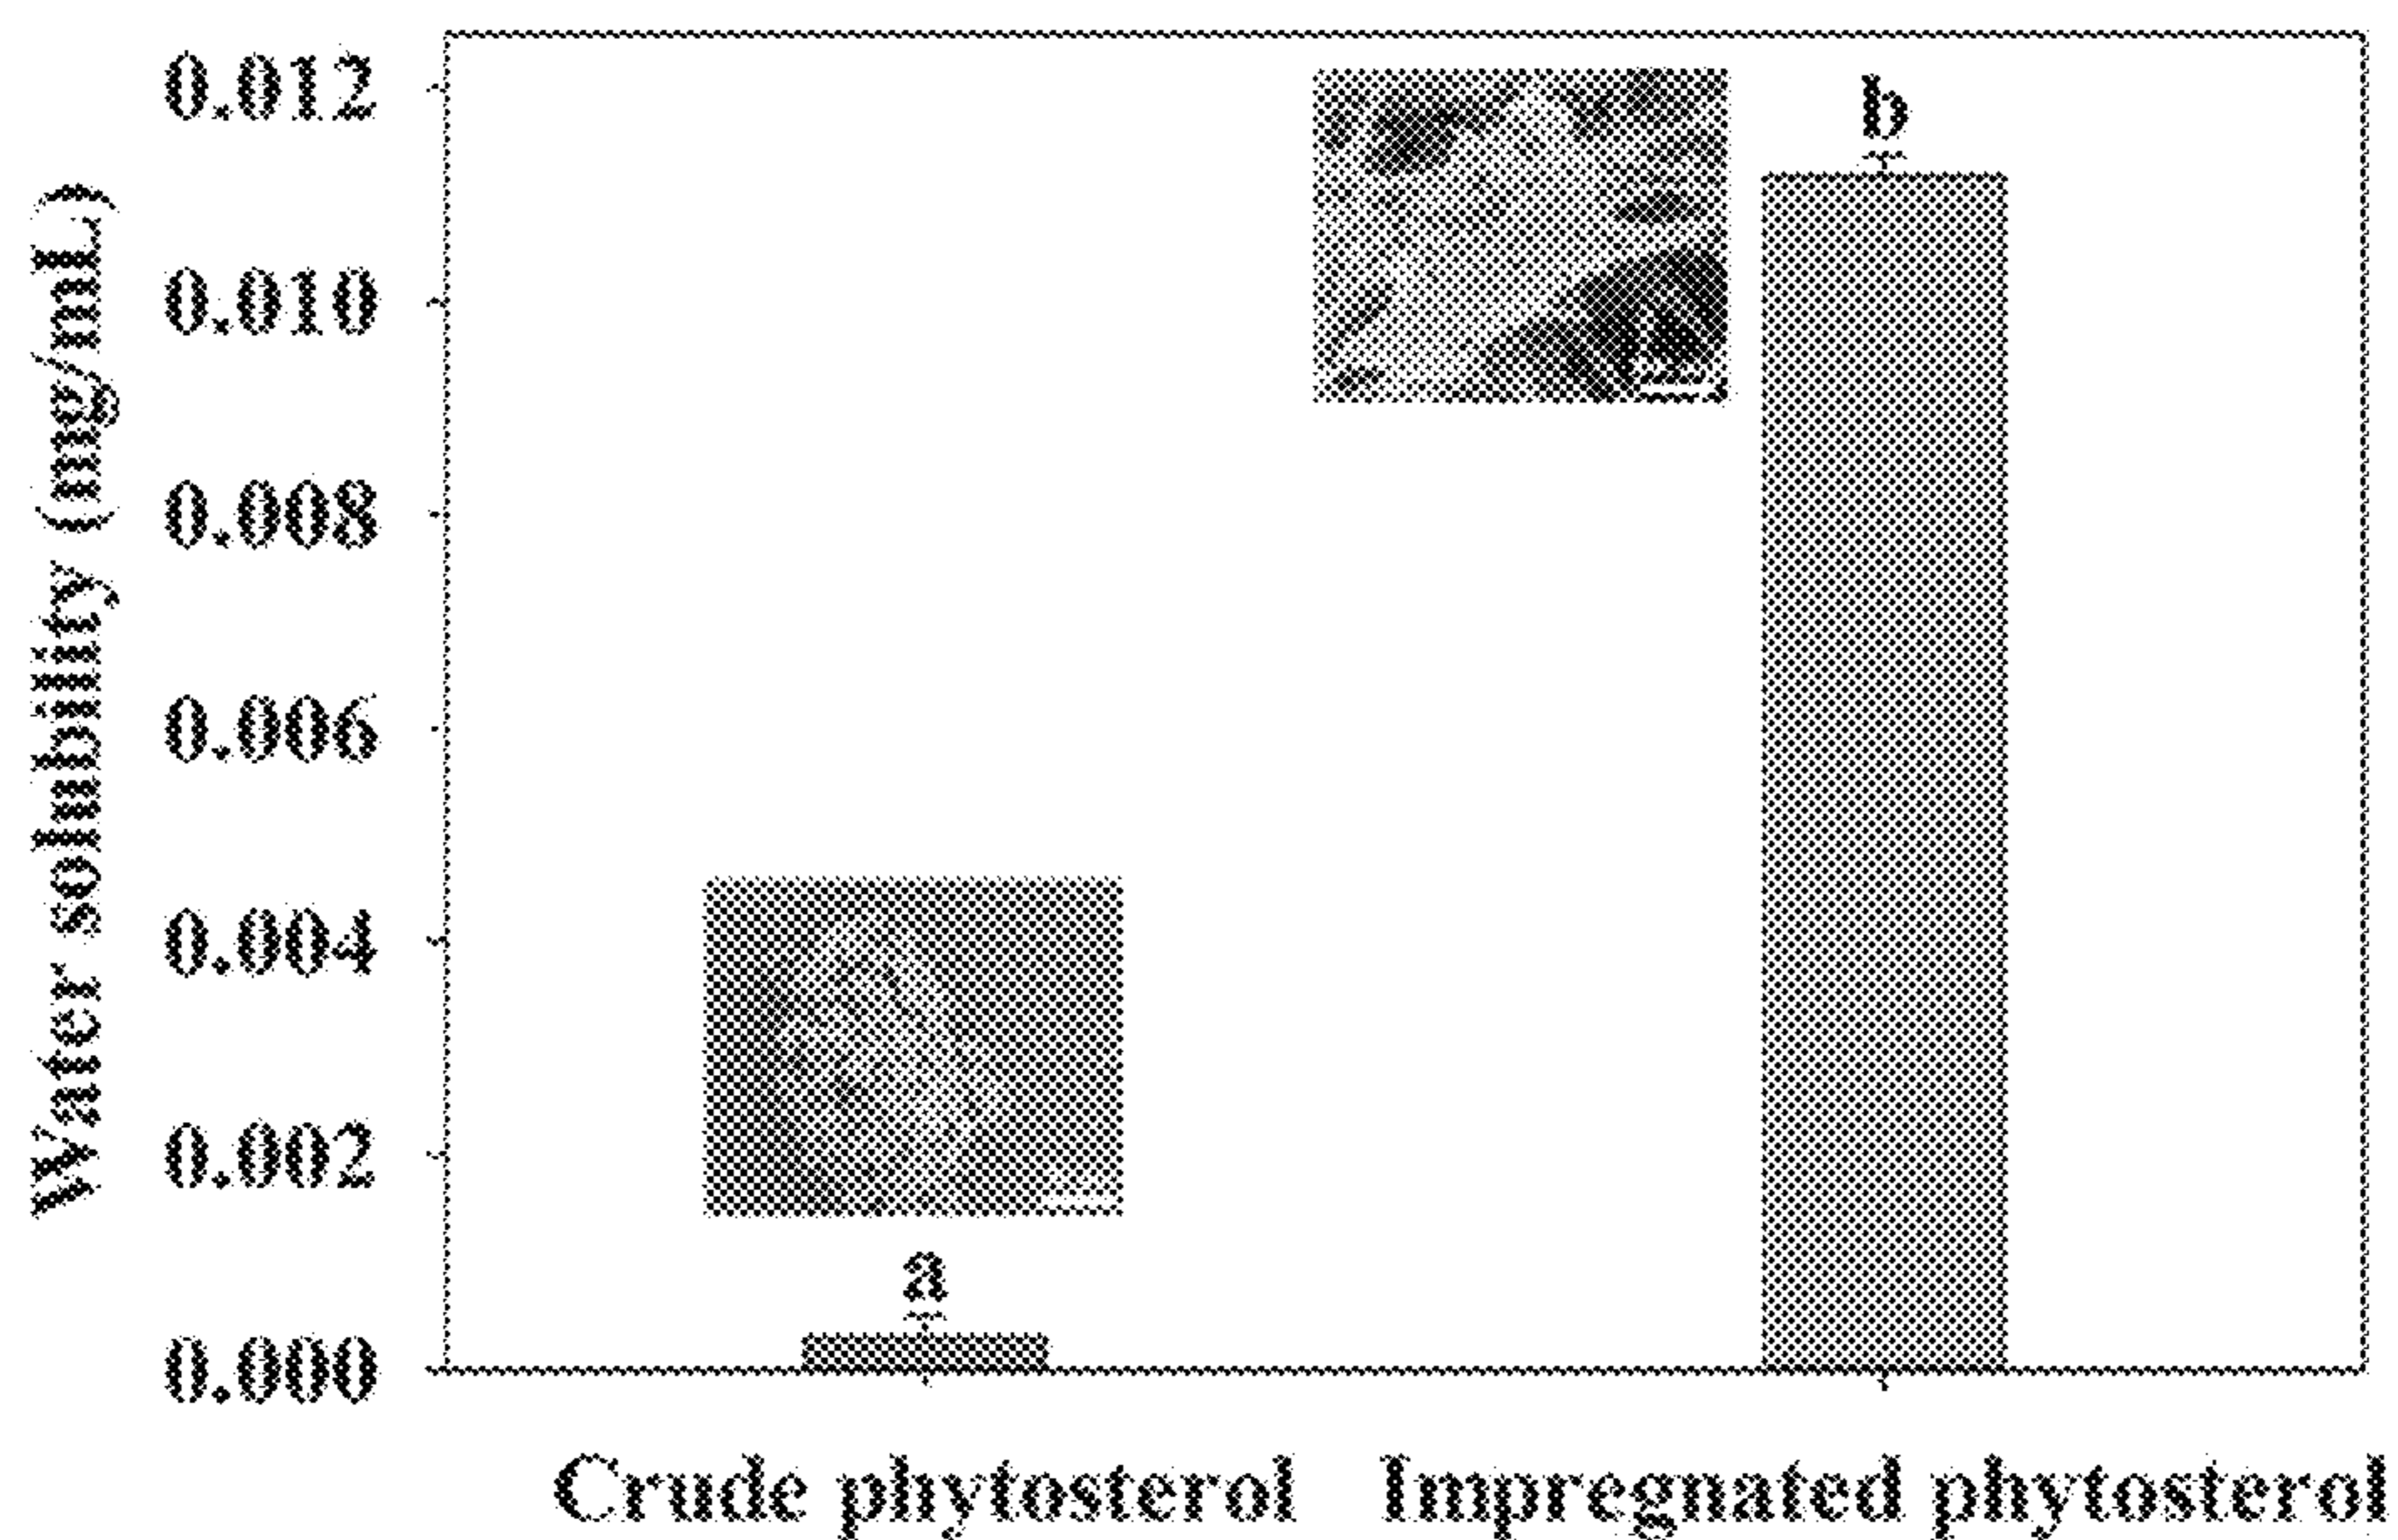 Water solubility (mg/mL)
0.012
0.010
0.008
0.006
0.004
0.002
0.000
b
a
Crude phytosterol
Impregnated phytosterol